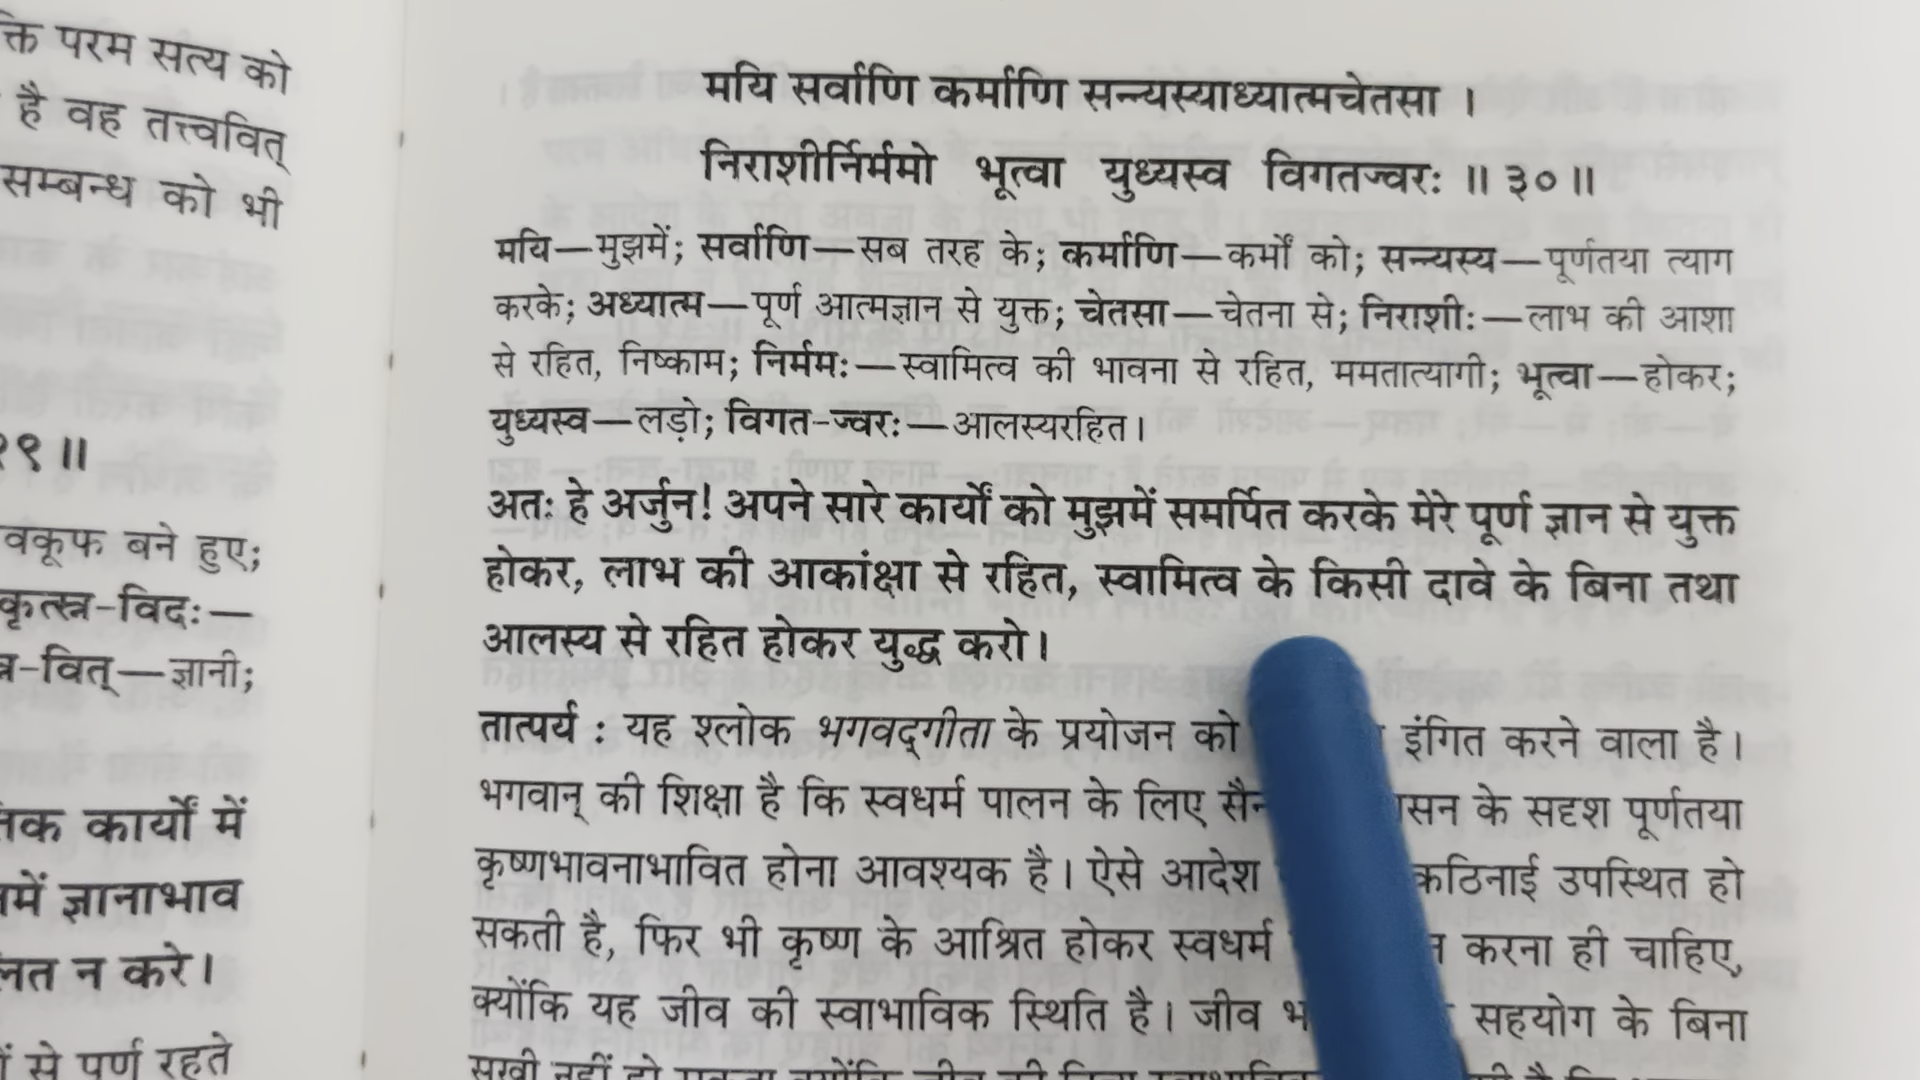 परम सत्य को
है वह तत्त्ववित्
सम्बन्ध को भी
॥
बने हुए;
कृत्स्न-विदः—
वित्—ज्ञानी;
कार्यों में
ज्ञानाभाव
न करे।
से पूर्ण रहते
मयि सर्वाणि कर्माणि सन्न्यस्याध्यात्मचेतसा ।
निराशीर्निर्ममो भूत्वा युध्यस्व विगतज्वरः ॥ ३० ॥
मयि—मुझमें; सर्वाणि—सब तरह के; कर्माणि—कर्मों को; सन्न्यस्य—पूर्णतया त्याग
करके; अध्यात्म—पूर्ण आत्मज्ञान से युक्त; चेतसा—चेतना से; निराशीः—लाभ की आशा
से रहित, निष्काम; निर्ममः—स्वामित्व की भावना से रहित, ममतात्यागी; भूत्वा—होकर;
युध्यस्व—लड़ो; विगत-ज्वरः—आलस्यरहित।
अतः हे अर्जुन! अपने सारे कार्यों को मुझमें समर्पित करके मेरे पूर्ण ज्ञान से युक्त
होकर, लाभ की आकांक्षा से रहित, स्वामित्व के किसी दावे के बिना तथा
आलस्य से रहित होकर युद्ध करो।
तात्पर्य : यह श्लोक भगवद्‌गीता के प्रयोजन को इंगित करने वाला है।
भगवान् की शिक्षा है कि स्वधर्म पालन के लिए के सदृश पूर्णतया
कृष्णभावनाभावित होना आवश्यक है। ऐसे आदेश कठिनाई उपस्थित हो
सकती है, फिर भी कृष्ण के आश्रित होकर स्वधर्म करना ही चाहिए,
क्योंकि यह जीव की स्वाभाविक स्थिति है। जीव सहयोग के बिना